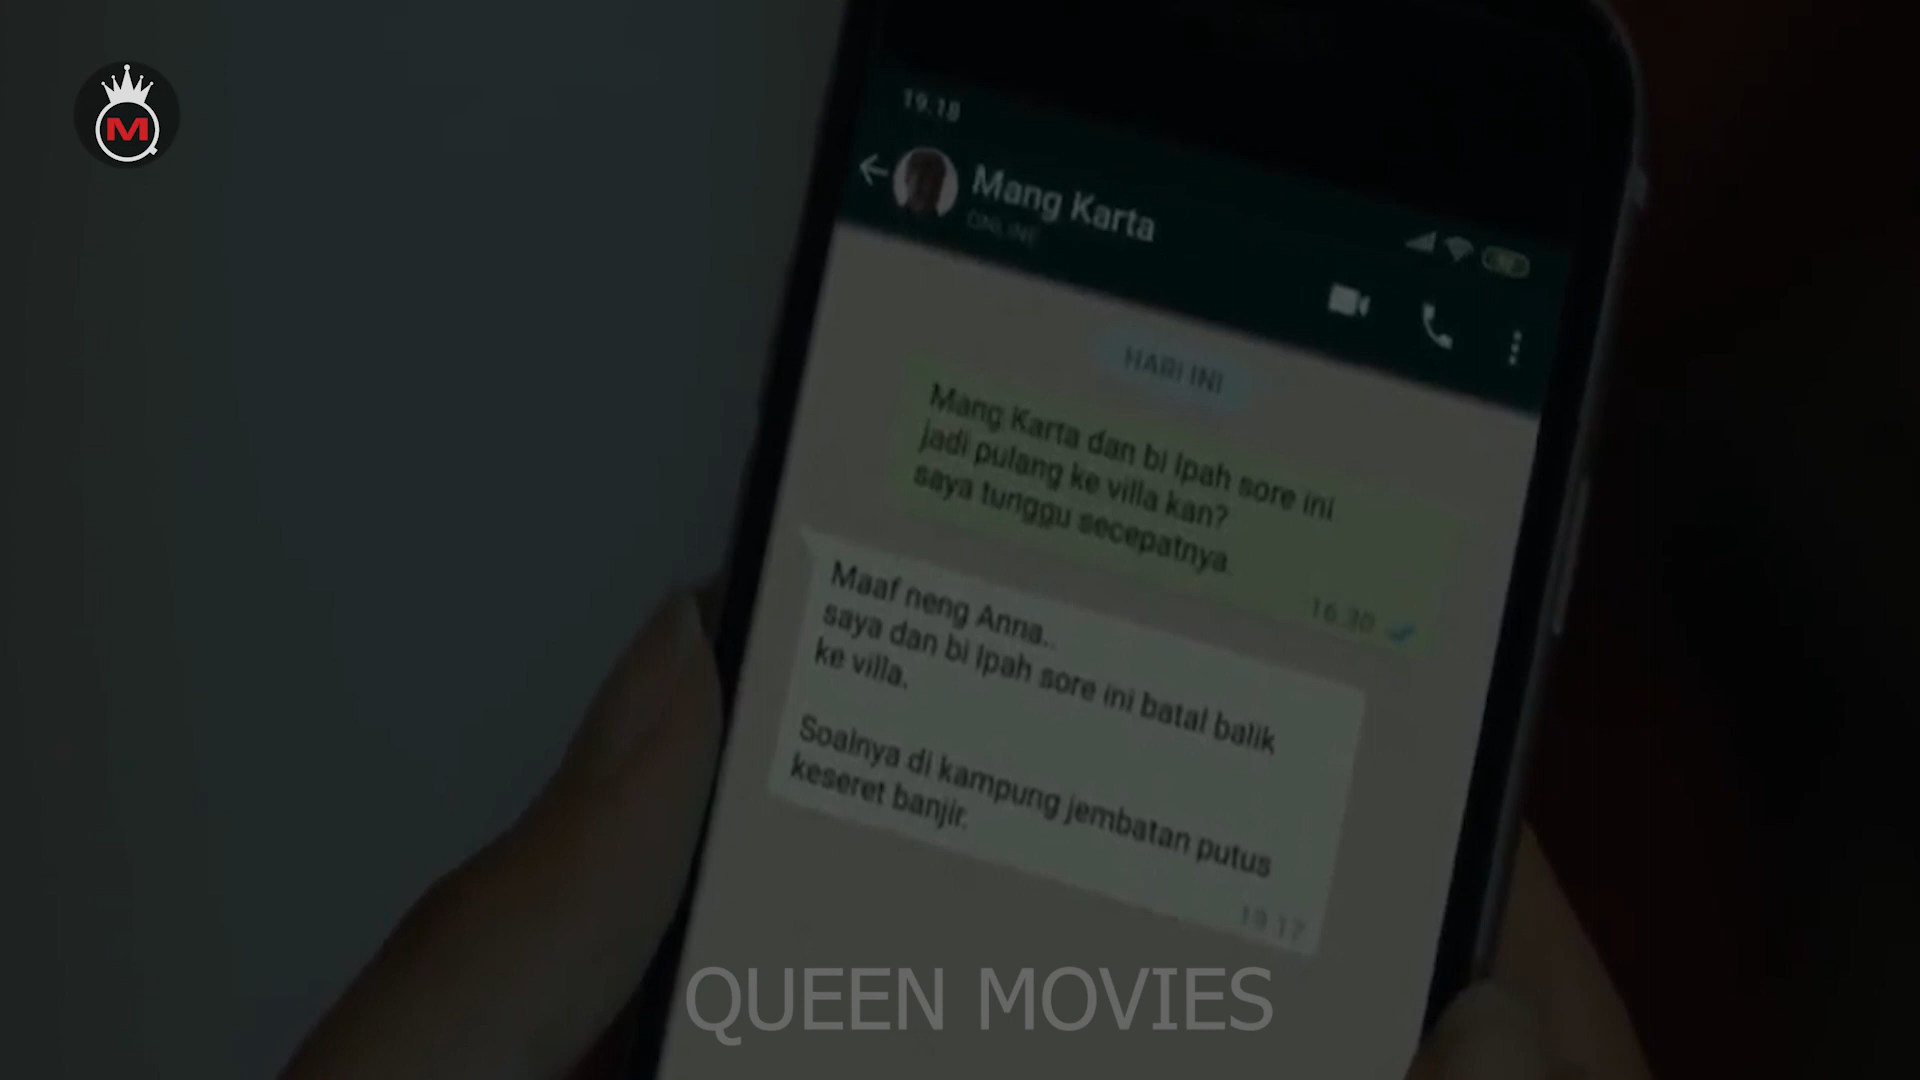 M
19.18
Mang Karta
ONLINE
HARI INI
Mang Karta dan bi Ipah sore ini
jadi pulang ke villa kan?
saya tunggu secepatnya
16.30
Maaf neng Anna..
saya dan bi Ipah sore ini batal balik
ke villa.
Soalnya di kampung jembatan putus
keseret banjir.
19.17
QUEEN MOVIES